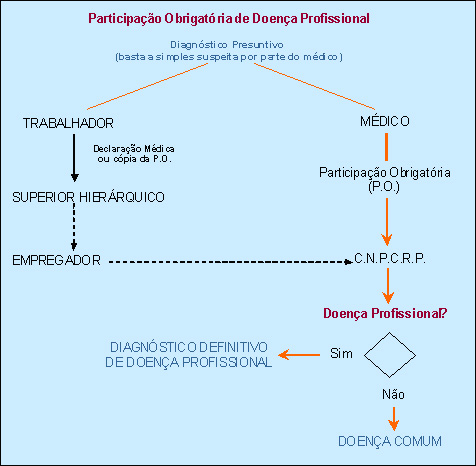 Participação Obrigatória de Doença Profissional
Diagnóstico Presuntivo
(basta a simples suspeita por parte do médico)
TRABALHADOR
MÉDICO
Declaração Médica
ou cópia da P.O.
Participação Obrigatória
(P.O.)
SUPERIOR HIERÁRQUICO
EMPREGADOR
C.N.P.C.R.P.
Doença Profissional?
DIAGNÓSTICO DEFINITIVO
DE DOENÇA PROFISSIONAL
Sim
Não
DOENÇA COMUM